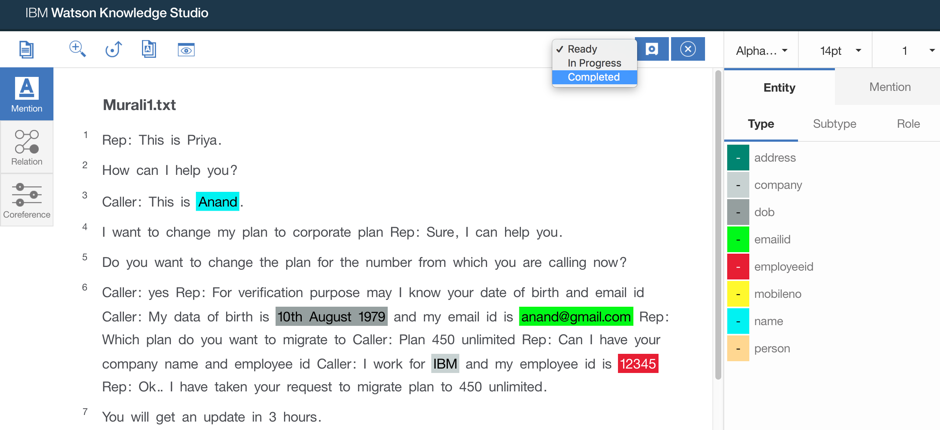 IBM Watson Knowledge Studio
Ready
In Progress
Completed
Alpha...
14pt
1
Mention
Relation
Coreference
Murali1.txt
1 Rep: This is Priya.
2 How can I help you?
3 Caller: This is Anand.
4 I want to change my plan to corporate plan Rep: Sure, I can help you.
5 Do you want to change the plan for the number from which you are calling now?
6 Caller: yes Rep: For verification purpose may I know your date of birth and email id
Caller: My data of birth is 10th August 1979 and my email id is anand@gmail.com Rep:
Which plan do you want to migrate to Caller: Plan 450 unlimited Rep: Can I have your
company name and employee id Caller: I work for IBM and my employee id is 12345
Rep: Ok.. I have taken your request to migrate plan to 450 unlimited.
7 You will get an update in 3 hours.
Entity
Mention
Type
Subtype
Role
- address
- company
- dob
- emailid
- employeeid
- mobileno
- name
- person